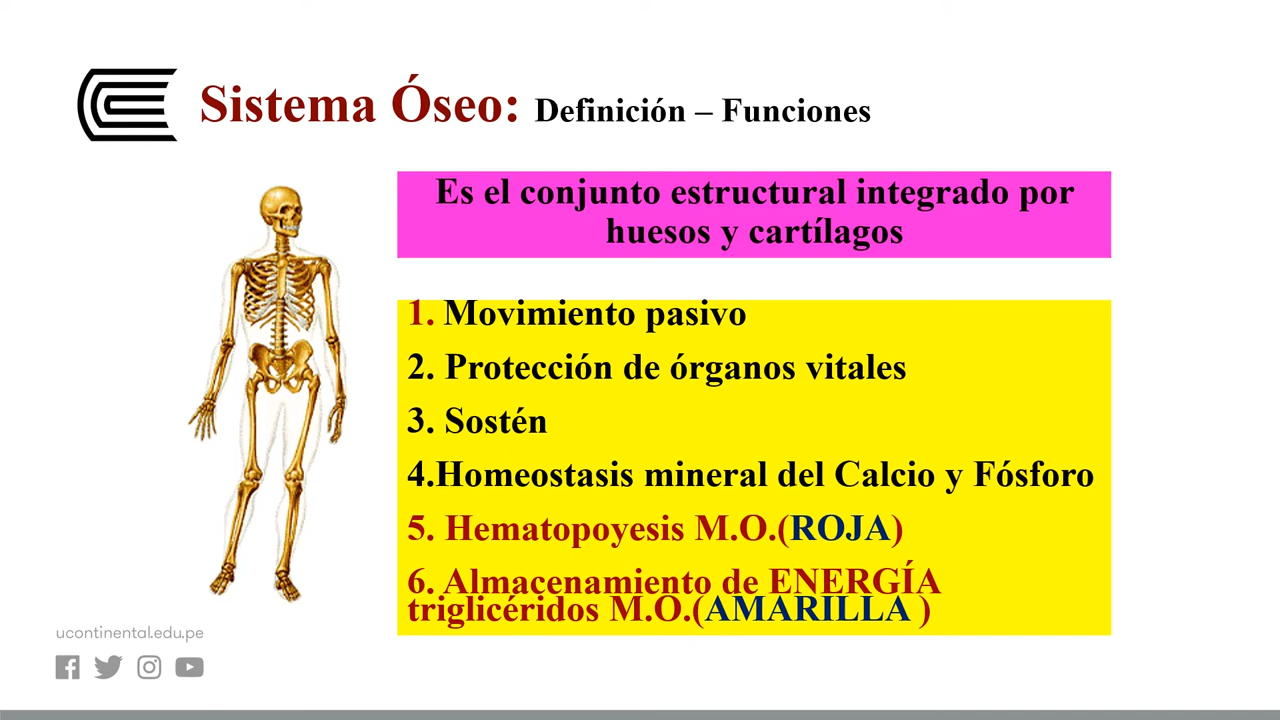 Sistema Óseo: Definición – Funciones
Es el conjunto estructural integrado por
huesos y cartílagos
1. Movimiento pasivo
2. Protección de órganos vitales
3. Sostén
4.Homeostasis mineral del Calcio y Fósforo
5. Hematopoyesis M.O.(ROJA)
6. Almacenamiento de ENERGÍA
triglicéridos M.O.(AMARILLA )
ucontinental.edu.pe